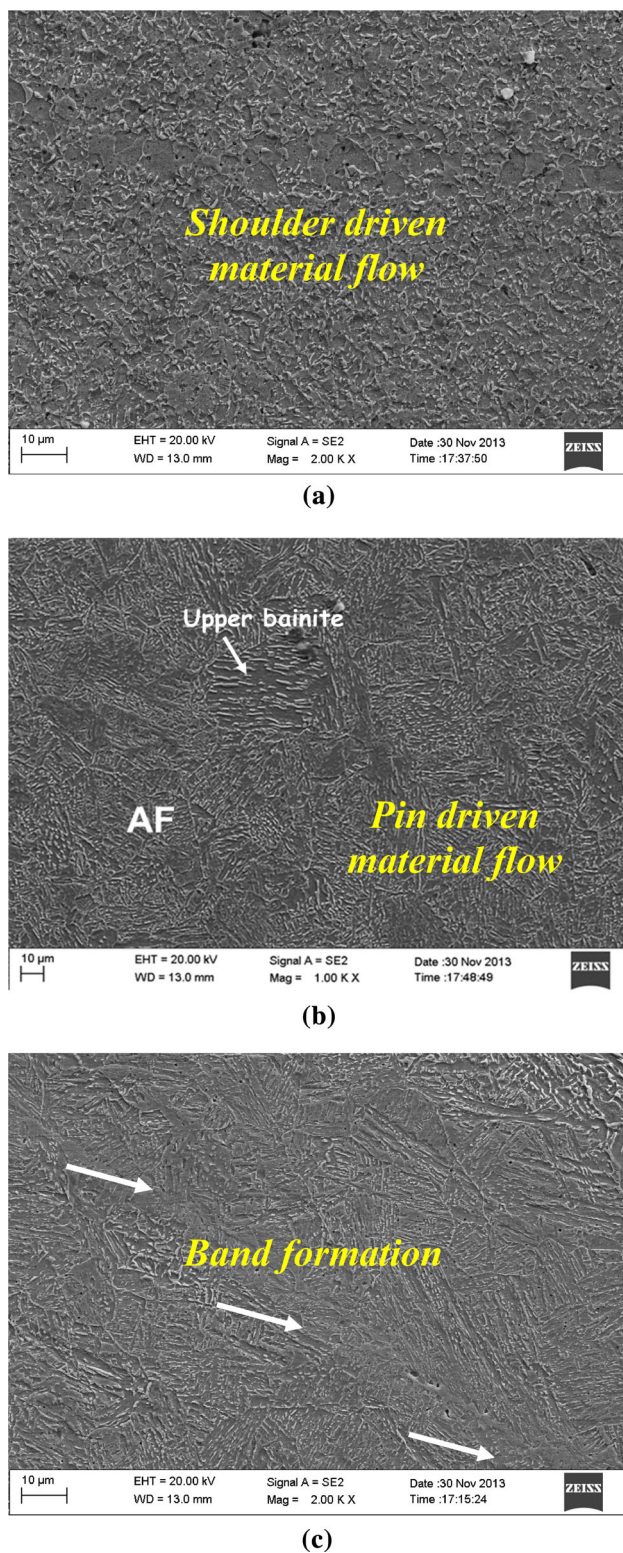 Shoulder driven
material flow
10 µm EHT = 20.00 kV Signal A = SE2 Date :30 Nov 2013 ZEISS
WD = 13.0 mm Mag = 2.00 K X Time :17:37:50
(a)
Upper bainite
AF
Pin driven
material flow
10 µm EHT = 20.00 kV Signal A = SE2 Date :30 Nov 2013 ZEISS
WD = 13.0 mm Mag = 1.00 K X Time :17:48:49
(b)
Band formation
10 µm EHT = 20.00 kV Signal A = SE2 Date :30 Nov 2013 ZEISS
WD = 13.0 mm Mag = 2.00 K X Time :17:15:24
(c)